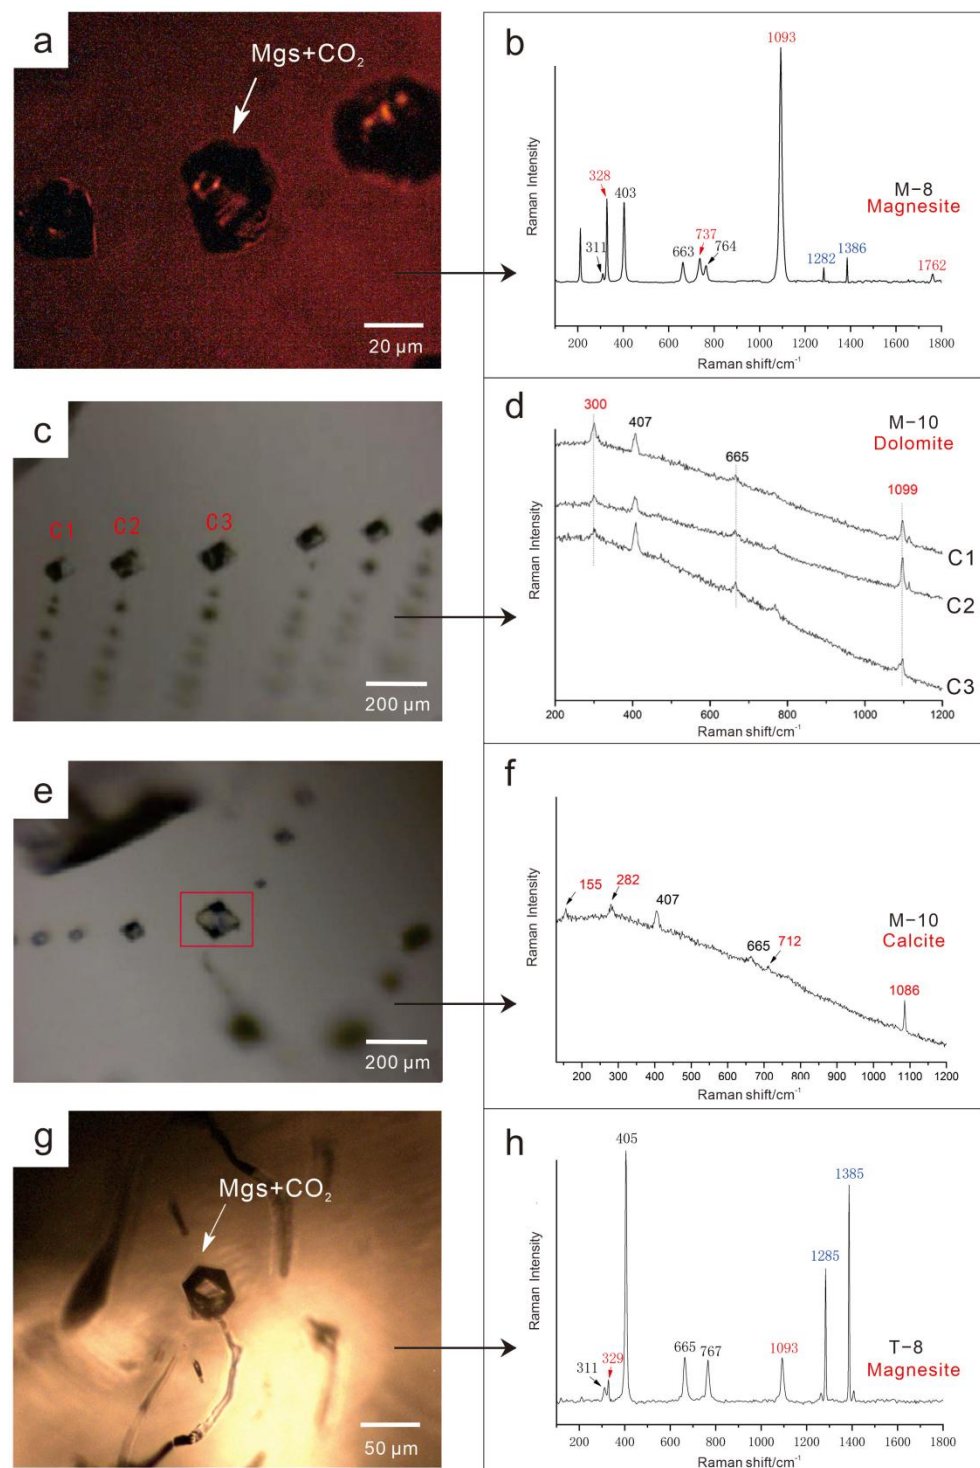 a
Mgs+CO₂
20 μm
b
1093
328
403
311
663
737
764
M-8
Magnesite
1282
1386
1762
Raman Intensity
200 400 600 800 1000 1200 1400 1600 1800
Raman shift/cm⁻¹
c
C1 C2 C3
200 μm
d
300
407
665
M-10
Dolomite
1099
C1
C2
C3
Raman Intensity
200 400 600 800 1000 1200
Raman shift/cm⁻¹
e
200 μm
f
155
282
407
665
712
M-10
Calcite
1086
Raman Intensity
200 300 400 500 600 700 800 900 1000 1100 1200
Raman shift/cm⁻¹
g
Mgs+CO₂
50 μm
h
405
1385
1285
311
329
665
767
1093
T-8
Magnesite
Raman Intensity
200 400 600 800 1000 1200 1400 1600 1800
Raman shift/cm⁻¹